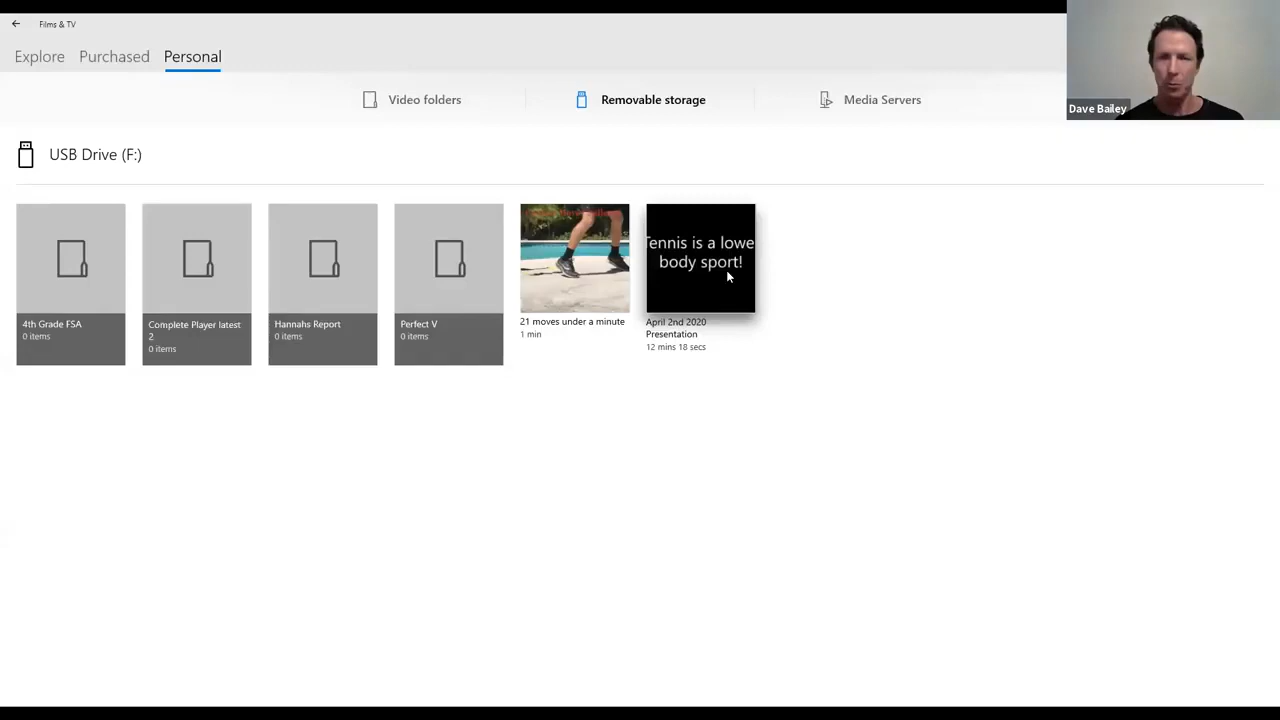 Films & TV
Explore Purchased Personal
Video folders
Removable storage
Media Servers
Dave Bailey
USB Drive (F:)
4th Grade FSA
0 items
Complete Player latest
2
0 items
Hannahs Report
0 items
Perfect V
0 items
21 moves under a minute
1 min
Tennis is a lowe
body sport!
April 2nd 2020
Presentation
12 mins 18 secs